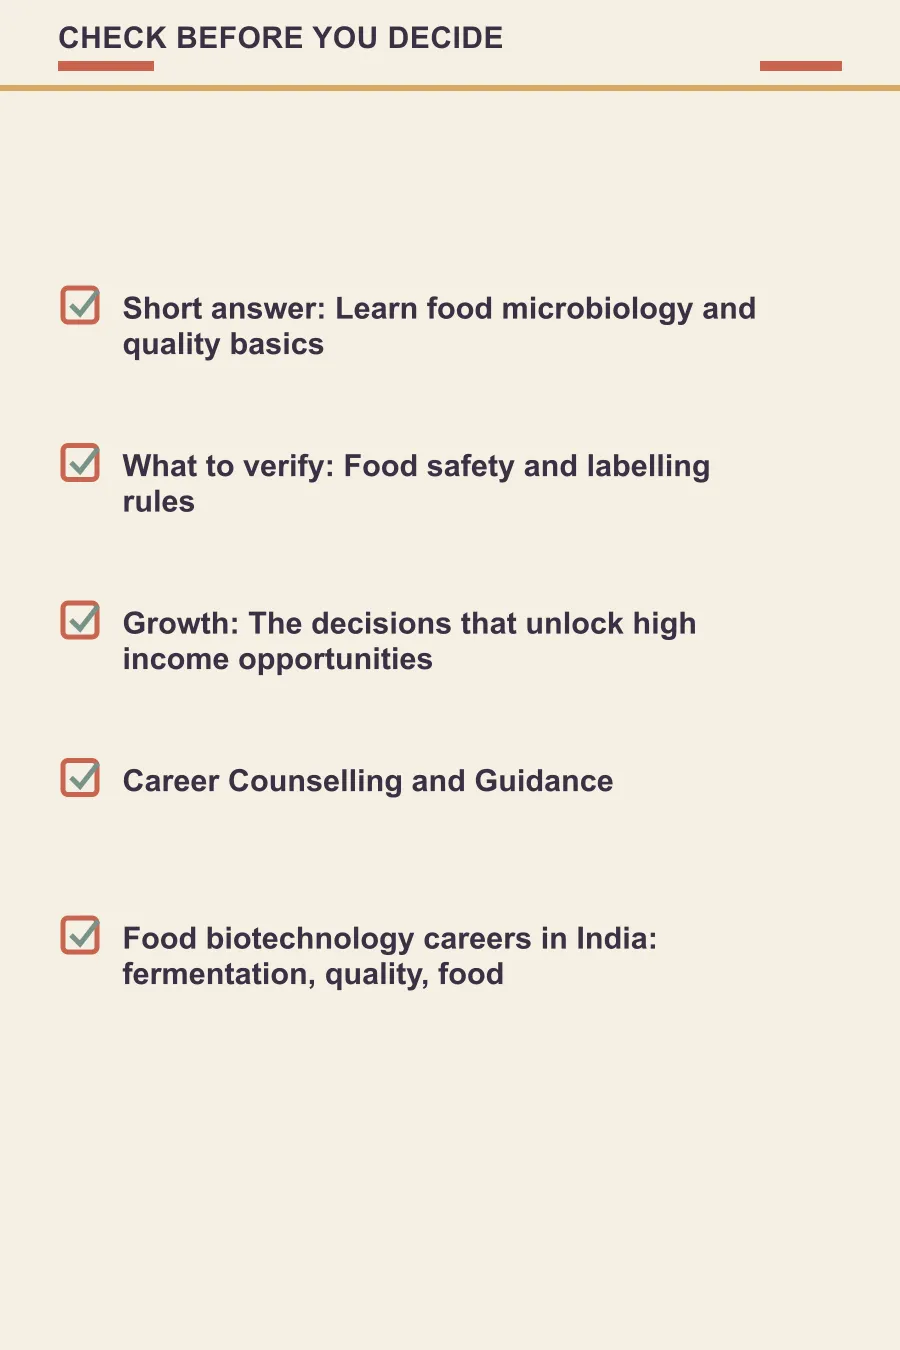 CHECK BEFORE YOU DECIDE
Short answer: Learn food microbiology and
quality basics
What to verify: Food safety and labelling
rules
Growth: The decisions that unlock high
income opportunities
Career Counselling and Guidance
Food biotechnology careers in India:
fermentation, quality, food